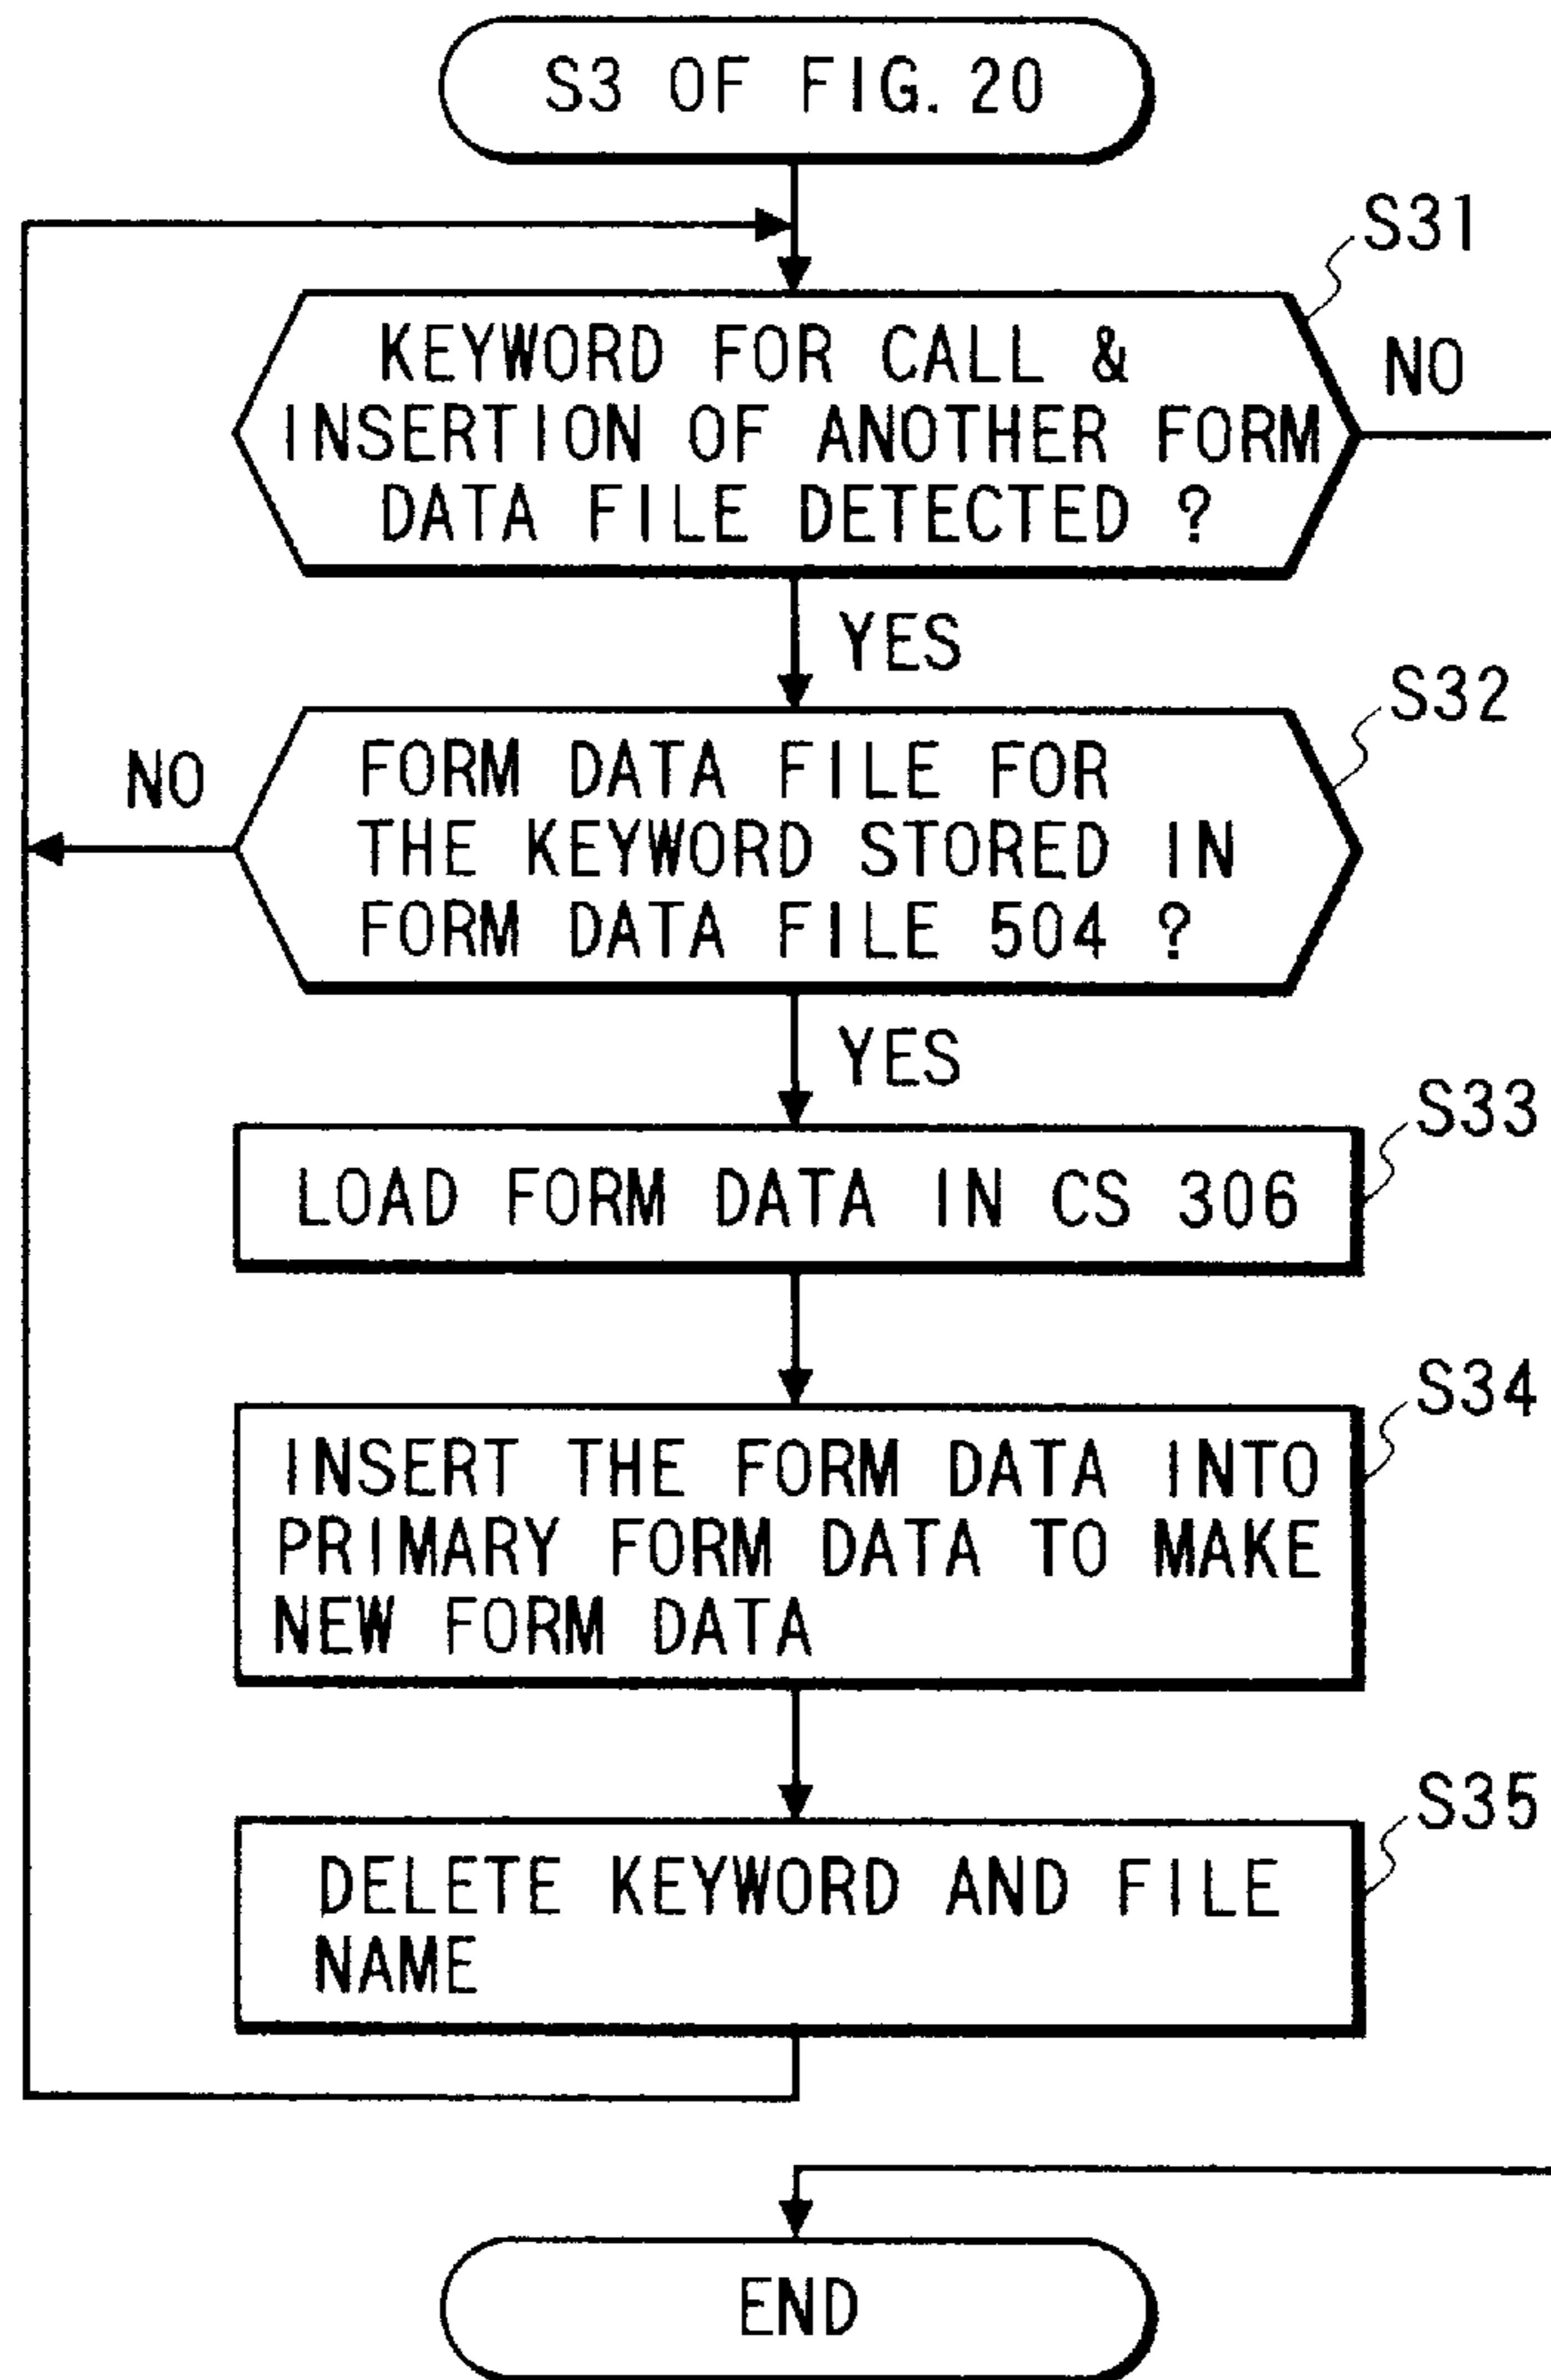 S3 OF FIG. 20
S31
KEYWORD FOR CALL &
INSERTION OF ANOTHER FORM
DATA FILE DETECTED ?
NO
YES
S32
NO
FORM DATA FILE FOR
THE KEYWORD STORED IN
FORM DATA FILE 504 ?
YES
S33
LOAD FORM DATA IN CS 306
S34
INSERT THE FORM DATA INTO
PRIMARY FORM DATA TO MAKE
NEW FORM DATA
S35
DELETE KEYWORD AND FILE
NAME
END